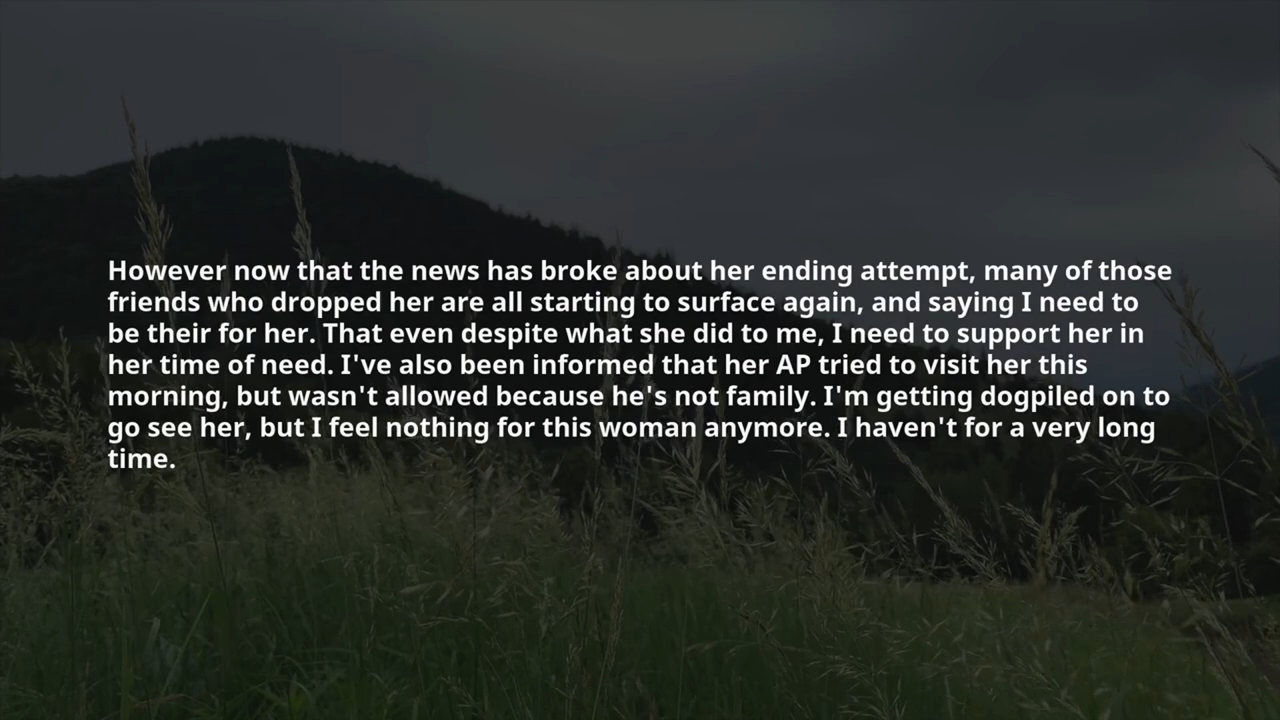 However now that the news has broke about her ending attempt, many of those
friends who dropped her are all starting to surface again, and saying I need to
be their for her. That even despite what she did to me, I need to support her in
her time of need. I've also been informed that her AP tried to visit her this
morning, but wasn't allowed because he's not family. I'm getting dogpiled on to
go see her, but I feel nothing for this woman anymore. I haven't for a very long
time.